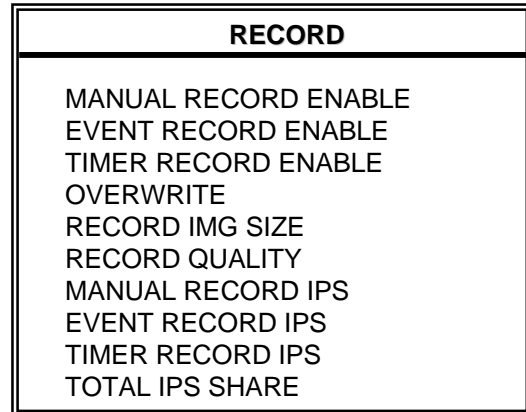 RECORD
MANUAL RECORD ENABLE
EVENT RECORD ENABLE
TIMER RECORD ENABLE
OVERWRITE
RECORD IMG SIZE
RECORD QUALITY
MANUAL RECORD IPS
EVENT RECORD IPS
TIMER RECORD IPS
TOTAL IPS SHARE